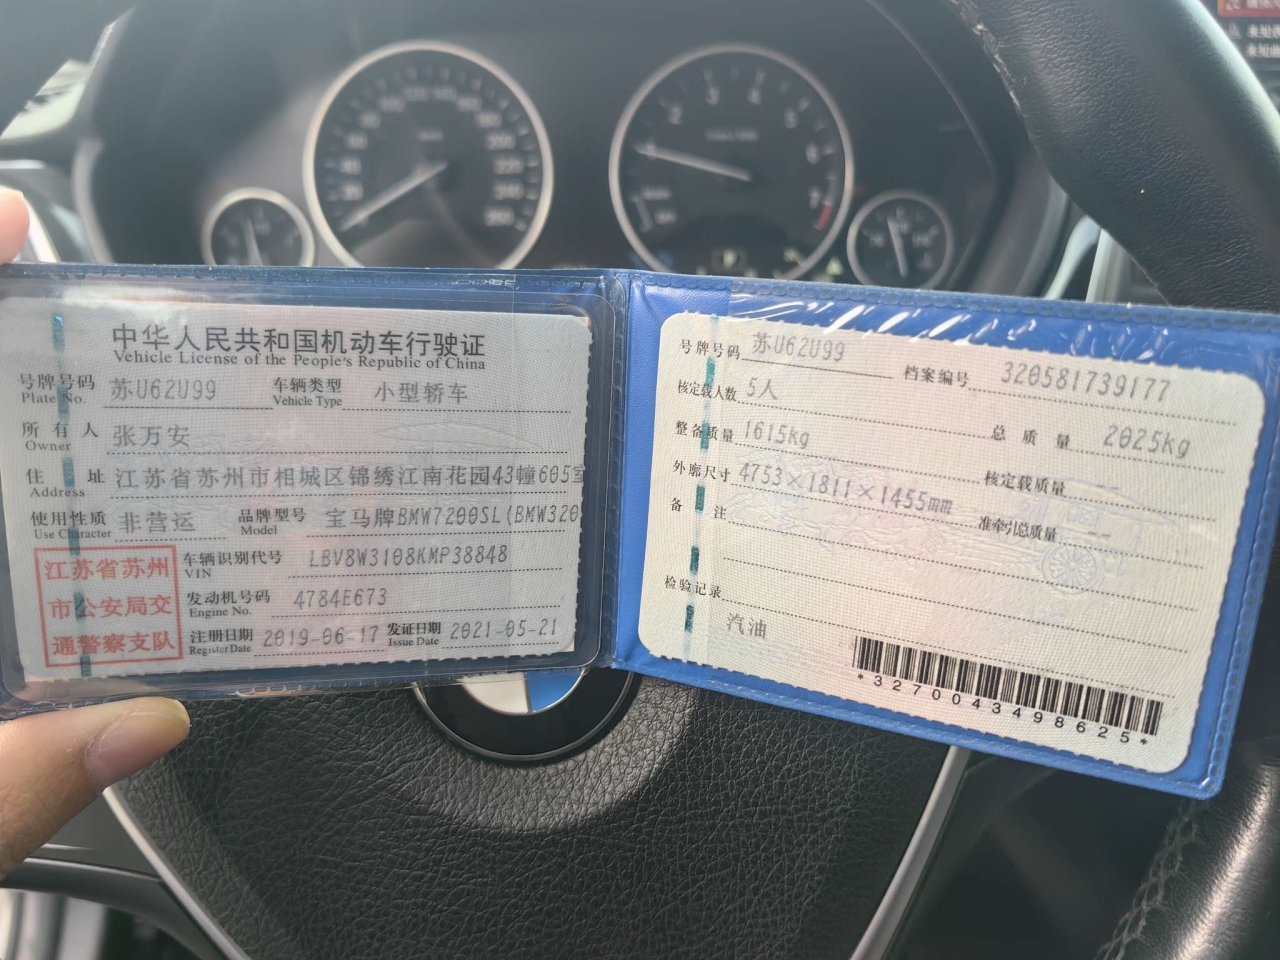 中华人民共和国机动车行驶证
Vehicle License of the People's Republic of China
号牌号码 苏U62U99 车辆类型 小型轿车
Plate No. Vehicle Type
所有人 张万安
Owner
住址 江苏省苏州市相城区锦绣江南花园43幢605室
Address
使用性质 非营运 品牌型号 宝马牌BMW7200SL(BMW320
Use Character Model
江苏省苏州
市公安局交
通警察支队
车辆识别代号 LBV8W3108KMP38848
VIN
发动机号码 4784E673
Engine No.
注册日期 2019-06-17 发证日期 2021-05-21
Register Date Issue Date
号牌号码 苏U62U99 档案编号 320581739177
核定载人数 5人 总质量 2025kg
整备质量 1615kg 核定载质量 --
外廓尺寸 4753×1811×1455mm 准牵引总质量 --
备注
检验记录
汽油
*3270043498625*